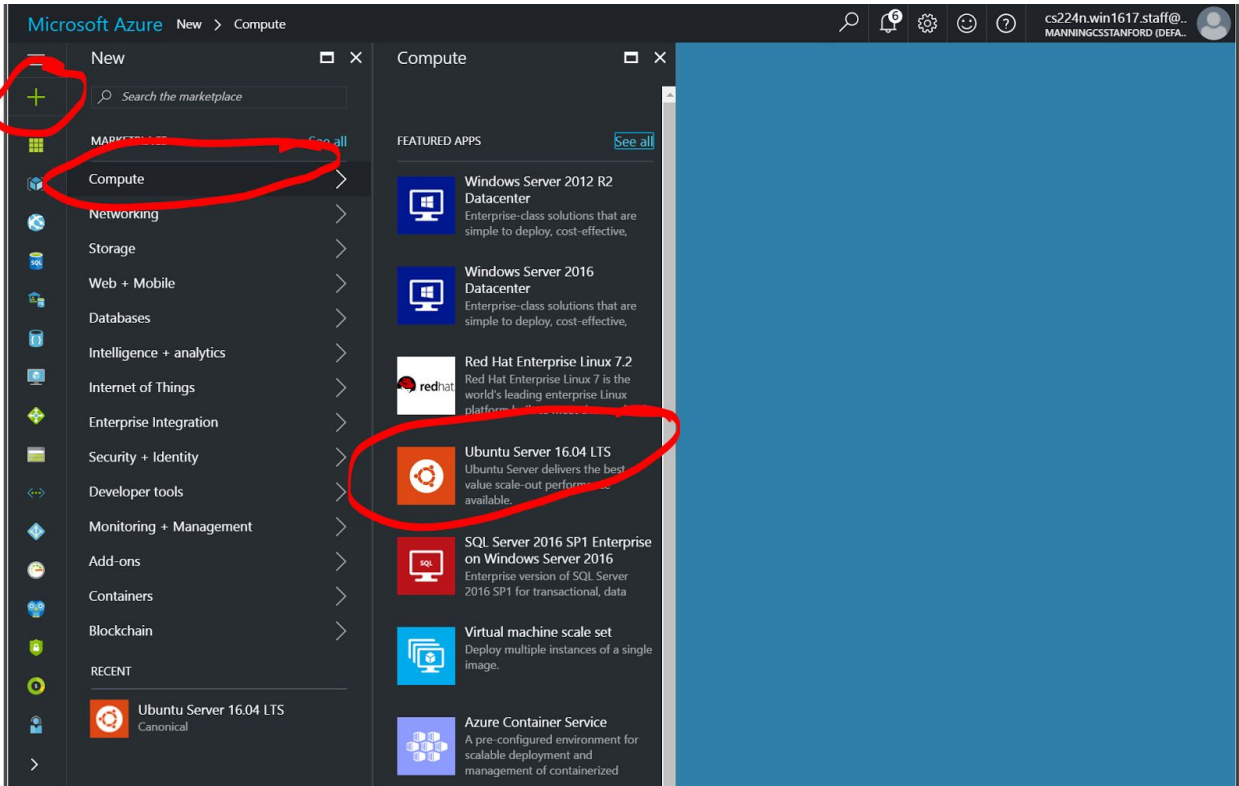 Microsoft Azure New > Compute
6
cs224n.win1617.staff@..
MANNINGCSSTANFORD (DEFA..
New
Search the marketplace
MARKETPLACE See all
Compute
Networking
Storage
Web + Mobile
Databases
Intelligence + analytics
Internet of Things
Enterprise Integration
Security + Identity
Developer tools
Monitoring + Management
Add-ons
Containers
Blockchain
RECENT
Ubuntu Server 16.04 LTS
Canonical
Compute
FEATURED APPS See all
Windows Server 2012 R2
Datacenter
Enterprise-class solutions that are
simple to deploy, cost-effective,
Windows Server 2016
Datacenter
Enterprise-class solutions that are
simple to deploy, cost-effective,
redhat
Red Hat Enterprise Linux 7.2
Red Hat Enterprise Linux 7 is the
world's leading enterprise Linux
platform
Ubuntu Server 16.04 LTS
Ubuntu Server delivers the best
value scale-out performance
available.
SQL
SQL Server 2016 SP1 Enterprise
on Windows Server 2016
Enterprise version of SQL Server
2016 SP1 for transactional, data
Virtual machine scale set
Deploy multiple instances of a single
image.
Azure Container Service
A pre-configured environment for
scalable deployment and
management of containerized